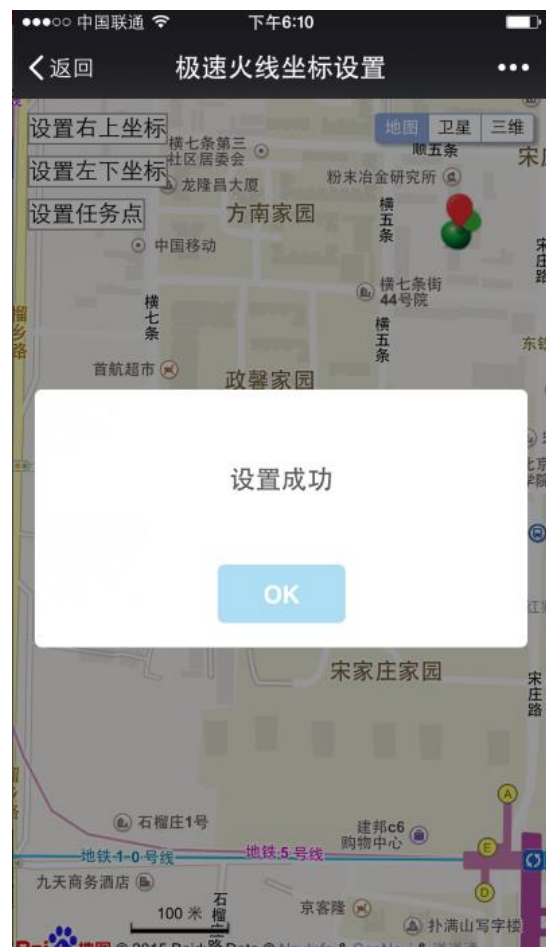 中国联通
下午6:10
返回
极速火线坐标设置
设置右上坐标
地图
卫星
三维
横七条第三
社区居委会
顺五条
设置左下坐标
龙隆昌大厦
粉末冶金研究所
设置任务点
方南家园
横五条
中国移动
宋庄路
横七条街
44号院
横七条
横五条
首航超市
政馨家园
设置成功
OK
宋家庄家园
宋庄路
A
石榴庄1号
建邦c6
购物中心
地铁1-0号线
地铁5号线
E
九天商务酒店
D
石榴
100 米
京客隆
扑满山写字楼